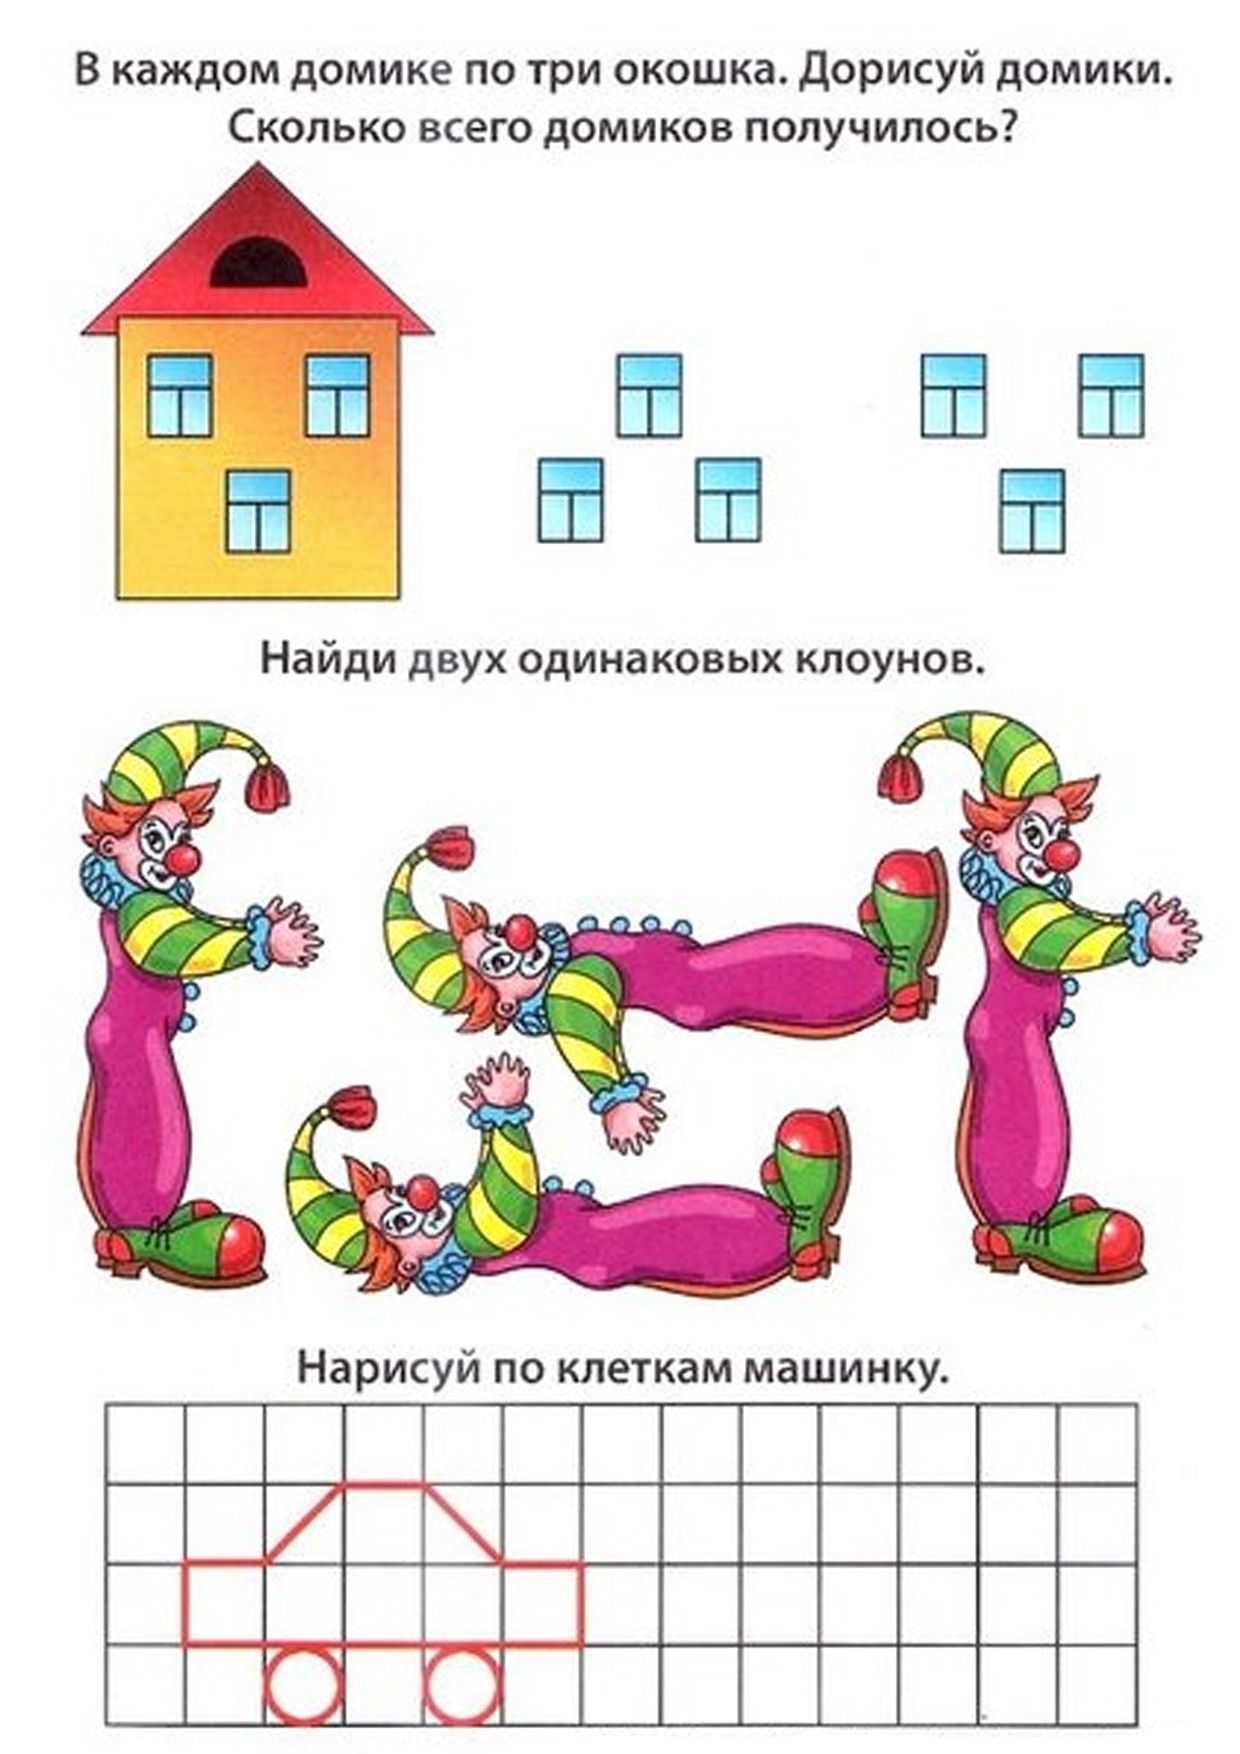 В каждом домике по три окошка. Дорисуй домики.
Сколько всего домиков получилось?
Найди двух одинаковых клоунов.
Нарисуй по клеткам машинку.